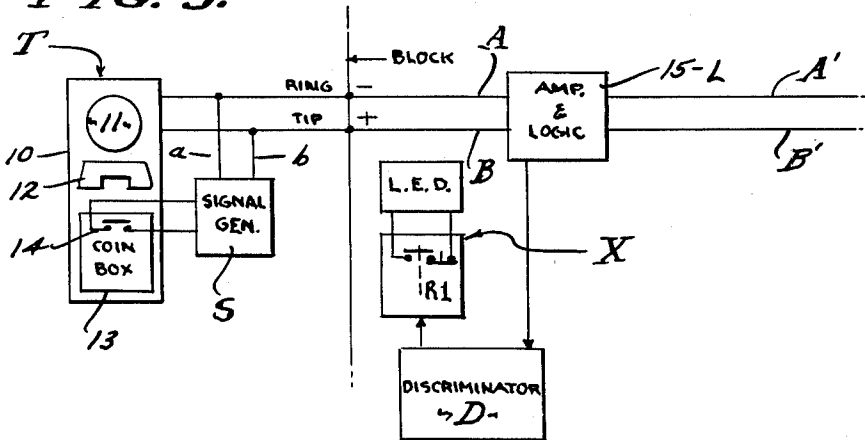 FIG. 3.
T
BLOCK
A
15-L
A'
RING -
AMP. & LOGIC
TIP +
11
10
a
b
B
B'
12
L.E.D.
SIGNAL GEN.
14
COIN BOX
X
R1
S
13
DISCRIMINATOR
D